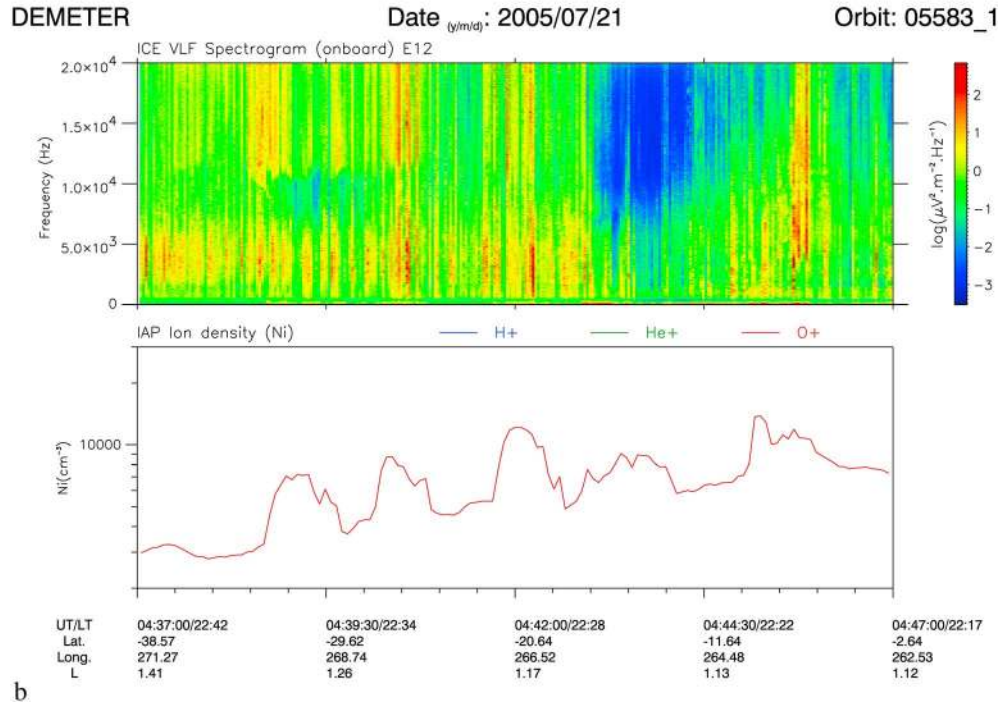 DEMETER Date (y/m/d): 2005/07/21 Orbit: 05583_1
ICE VLF Spectrogram (onboard) E12
2.0×10⁴
1.5×10⁴
1.0×10⁴
5.0×10³
0
Frequency (Hz)
2
1
0
−1
−2
−3
log(μV².m⁻².Hz⁻¹)
IAP Ion density (Ni) H+ He+ O+
10000
Ni(cm⁻³)
UT/LT 04:37:00/22:42 04:39:30/22:34 04:42:00/22:28 04:44:30/22:22 04:47:00/22:17
Lat. -38.57 -29.62 -20.64 -11.64 -2.64
Long. 271.27 268.74 266.52 264.48 262.53
L 1.41 1.26 1.17 1.13 1.12
b